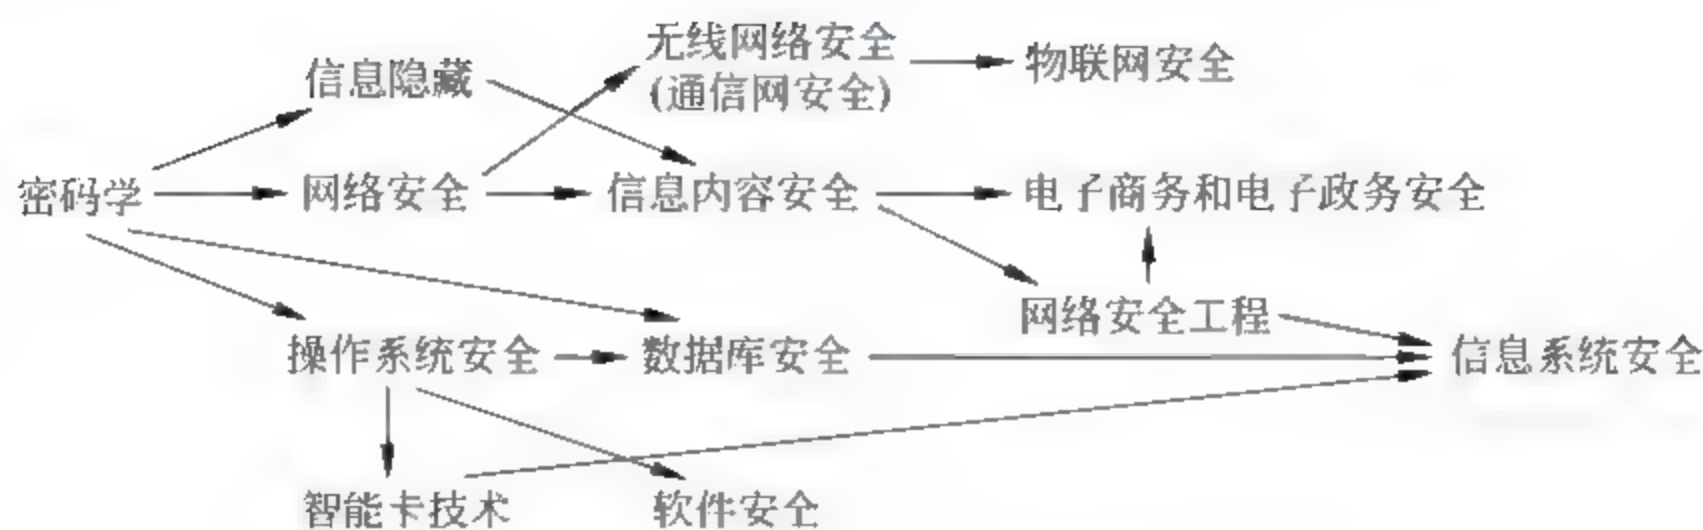 无线网络安全
(通信网安全)
物联网安全
信息隐藏
密码学
网络安全
信息内容安全
电子商务和电子政务安全
网络安全工程
操作系统安全
数据库安全
信息系统安全
智能卡技术
软件安全